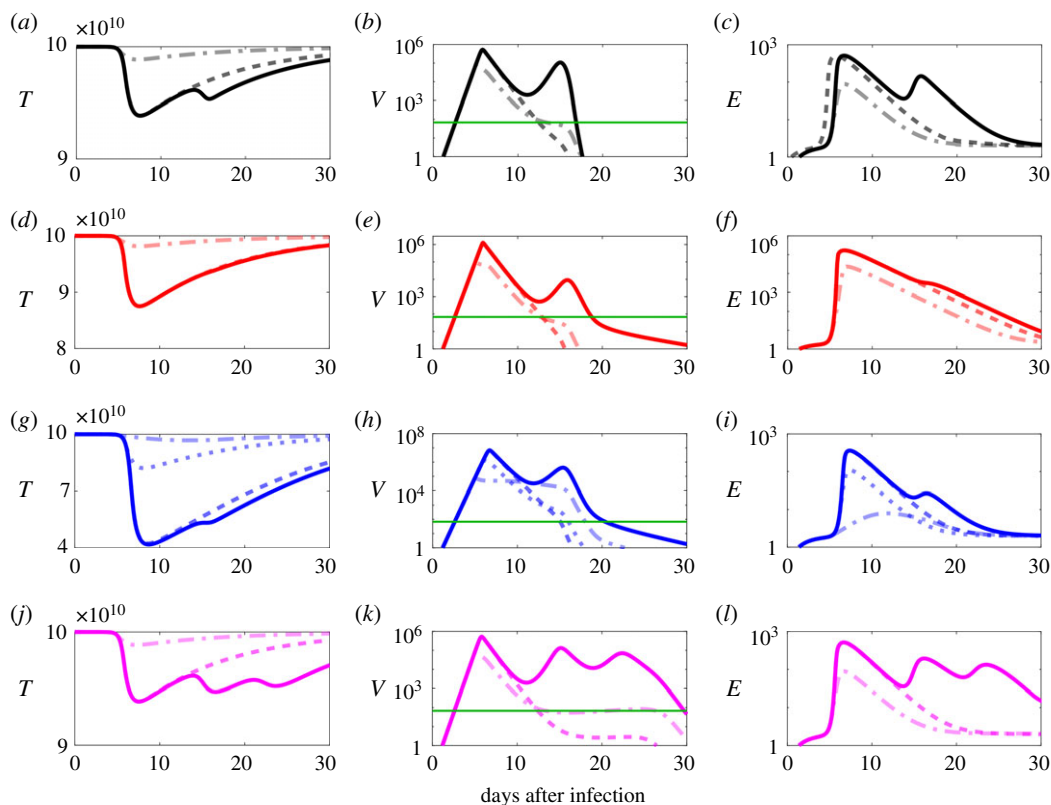 (a) ×10¹⁰ (b) (c)
10 10⁶ 10³
T V 10³ E
9 1 1
0 10 20 30 0 10 20 30 0 10 20 30
(d) ×10¹⁰ (e) (f)
10 10⁶ 10⁶
T 9 V 10³ E 10³
8 1 1
0 10 20 30 0 10 20 30 0 10 20 30
(g) ×10¹⁰ (h) (i)
10 10⁸ 10³
T 7 V 10⁴ E
4 1 1
0 10 20 30 0 10 20 30 0 10 20 30
(j) ×10¹⁰ (k) (l)
10 10⁶ 10³
T V 10³ E
9 1 1
0 10 20 30 0 10 20 30 0 10 20 30
days after infection